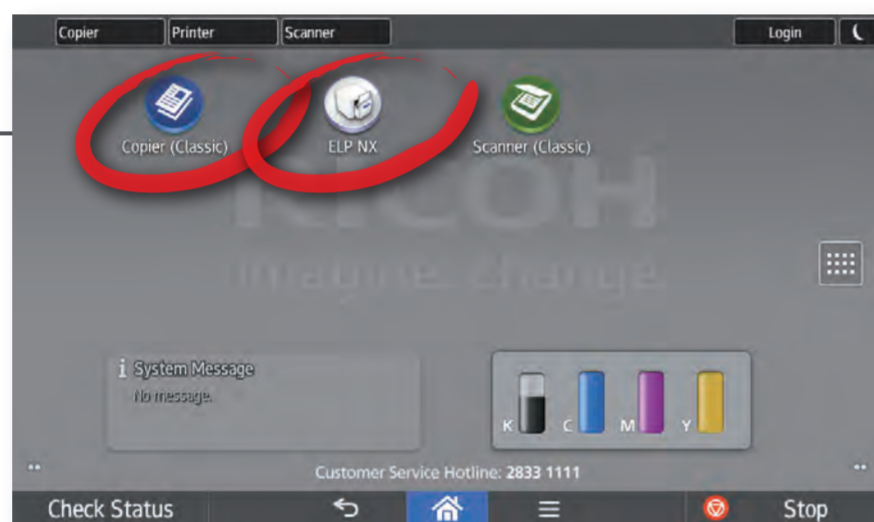 Copier Printer Scanner Login
Copier (Classic) ELP NX Scanner (Classic)
RICOH
imagine. change.
i System Message
No message.
K C M Y
Customer Service Hotline: 2833 1111
Check Status Stop